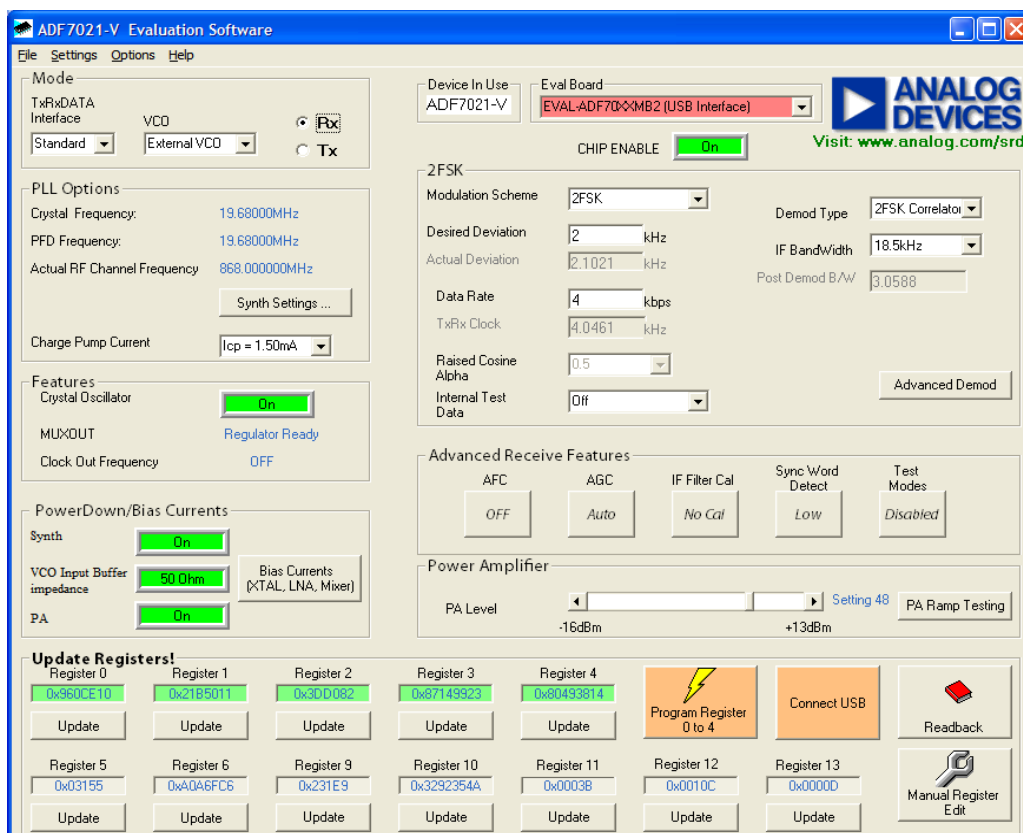 ADF7021-V Evaluation Software
File Settings Options Help
Mode
TxRxDATA
Interface
VCO
Standard
External VCO
Rx
Tx
Device In Use
ADF7021-V
Eval Board
EVAL-ADF70XXMB2 (USB Interface)
ANALOG
DEVICES
CHIP ENABLE
On
Visit: www.analog.com/srd
PLL Options
Crystal Frequency: 19.68000MHz
PFD Frequency: 19.68000MHz
Actual RF Channel Frequency 868.000000MHz
Synth Settings ...
Charge Pump Current Icp = 1.50mA
2FSK
Modulation Scheme 2FSK
Desired Deviation 2 kHz
Actual Deviation 2.1021 kHz
Data Rate 4 kbps
TxRx Clock 4.0461 kHz
Raised Cosine
Alpha
0.5
Internal Test
Data
Off
Demod Type 2FSK Correlator
IF BandWidth 18.5kHz
Post Demod B/W 3.0588
Advanced Demod
Features
Crystal Oscillator On
MUXOUT Regulator Ready
Clock Out Frequency OFF
Advanced Receive Features
AFC AGC IF Filter Cal Sync Word
Detect
Test
Modes
OFF Auto No Cal Low Disabled
PowerDown/Bias Currents
Synth On
VCO Input Buffer
impedance
50 Ohm
PA On
Bias Currents
(XTAL, LNA, Mixer)
Power Amplifier
PA Level
-16dBm +13dBm
Setting 48
PA Ramp Testing
Update Registers!
Register 0 Register 1 Register 2 Register 3 Register 4
0x960CE10 0x21B5011 0x3DD082 0x87149923 0x80493814
Update Update Update Update Update
Program Register
0 to 4
Connect USB
Readback
Register 5 Register 6 Register 9 Register 10 Register 11 Register 12 Register 13
0x03155 0xA0A6FC6 0x231E9 0x3292354A 0x0003B 0x0010C 0x0000D
Update Update Update Update Update Update Update
Manual Register
Edit